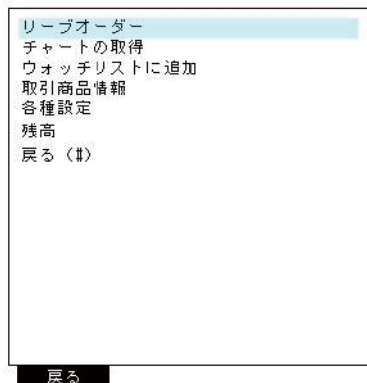 リーブオーダー
チャートの取得
ウォッチリストに追加
取引商品情報
各種設定
残高
戻る (#)
戻る